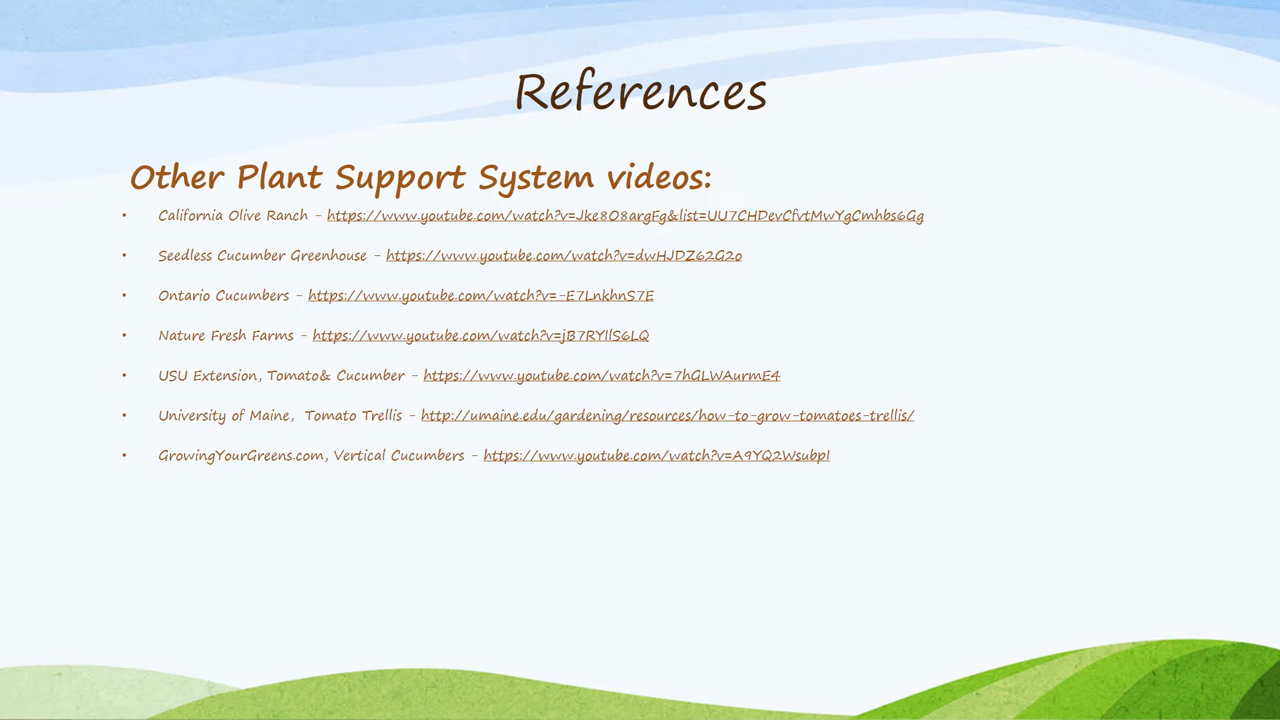 References
Other Plant Support System videos:
• California Olive Ranch - https://www.youtube.com/watch?v=Jke8O8argFg&list=UU7CHDevCfvtMwYgCmhbs6Gg
• Seedless Cucumber Greenhouse - https://www.youtube.com/watch?v=dwHJDZ62G2o
• Ontario Cucumbers - https://www.youtube.com/watch?v=-E7LnkhnS7E
• Nature Fresh Farms - https://www.youtube.com/watch?v=jB7RYIlS6LQ
• USU Extension, Tomato& Cucumber - https://www.youtube.com/watch?v=7hGLWAurmE4
• University of Maine, Tomato Trellis - http://umaine.edu/gardening/resources/how-to-grow-tomatoes-trellis/
• GrowingYourGreens.com, Vertical Cucumbers - https://www.youtube.com/watch?v=A9YQ2WsubpI